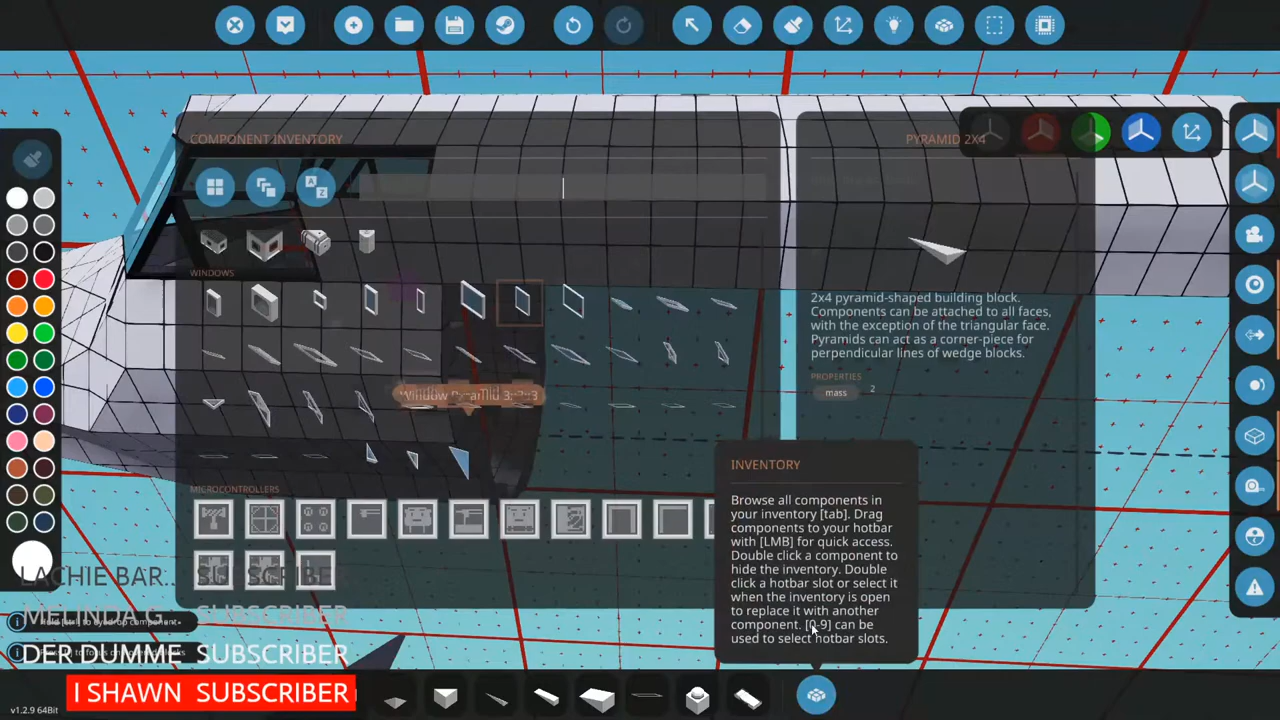 COMPONENT INVENTORY
PYRAMID 2X4
WINDOWS
2x4 pyramid-shaped building block.
Components can be attached to all faces,
with the exception of the triangular face.
Pyramids can act as a corner-piece for
perpendicular lines of wedge blocks.
PROPERTIES
mass 2
INVENTORY
Browse all components in
your inventory [tab]. Drag
components to your hotbar
with [LMB] for quick access.
Double click a component to
hide the inventory. Double
click a hotbar slot or select it
when the inventory is open
to replace it with another
component. [0-9] can be
used to select hotbar slots.
MICROCONTROLLERS
LACHIE BAR.. SUBSCRIBER
MELINDA G.. SUBSCRIBER
DER DUMME SUBSCRIBER
I SHAWN SUBSCRIBER
v1.2.9 64Bit